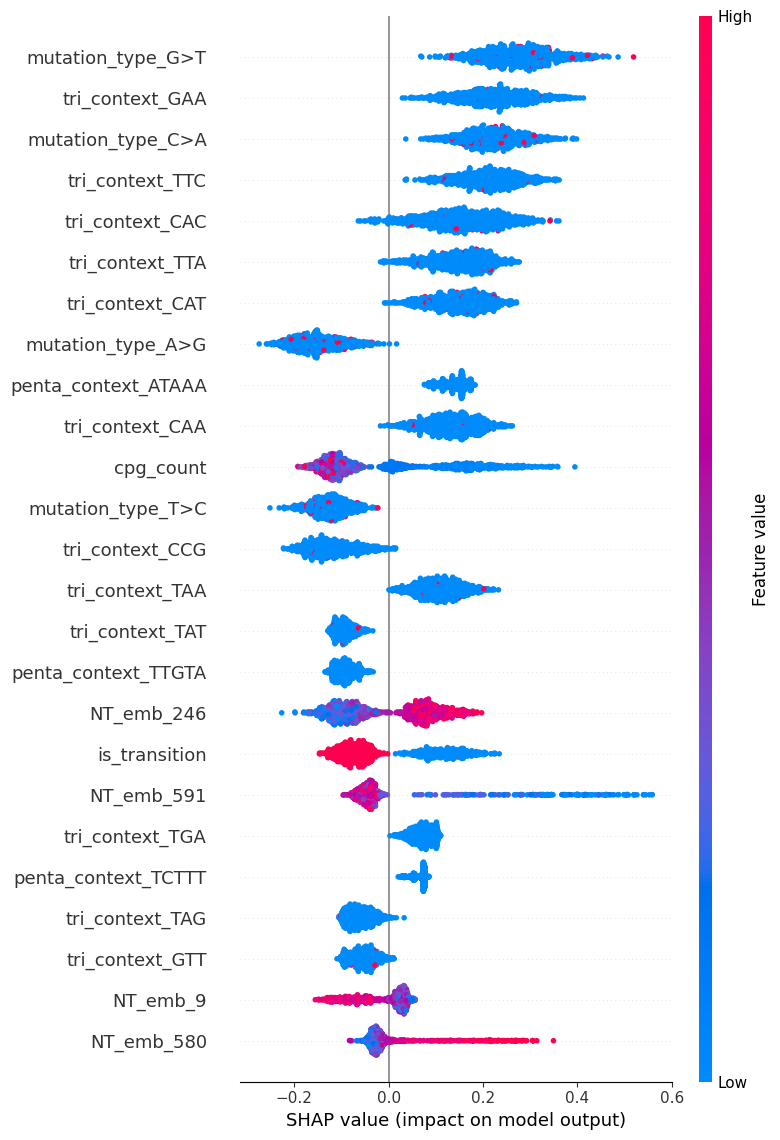 High
mutation_type_G>T
tri_context_GAA
mutation_type_C>A
tri_context_TTC
tri_context_CAC
tri_context_TTA
tri_context_CAT
mutation_type_A>G
penta_context_ATAAA
tri_context_CAA
cpg_count
mutation_type_T>C
tri_context_CCG
tri_context_TAA
tri_context_TAT
penta_context_TTGTA
NT_emb_246
is_transition
NT_emb_591
tri_context_TGA
penta_context_TCTTT
tri_context_TAG
tri_context_GTT
NT_emb_9
NT_emb_580
Feature value
Low
−0.2 0.0 0.2 0.4 0.6
SHAP value (impact on model output)